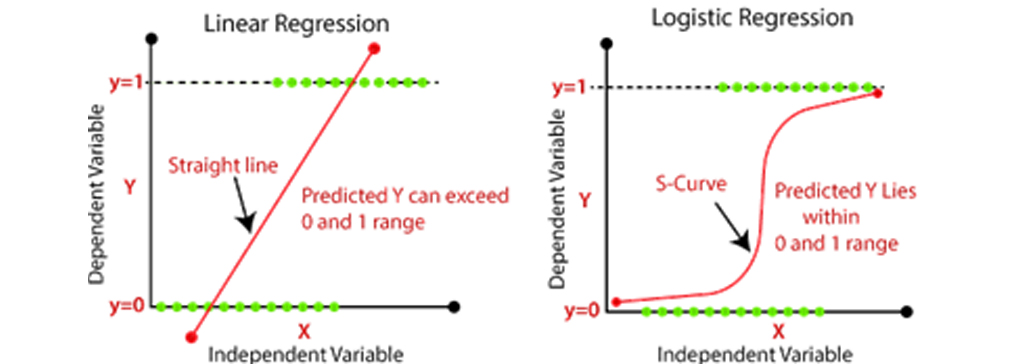 Linear Regression
y=1
Dependent Variable
Y
Straight line
Predicted Y can exceed
0 and 1 range
y=0
X
Independent Variable
Logistic Regression
y=1
Dependent Variable
Y
S-Curve
Predicted Y Lies
within
0 and 1 range
y=0
X
Independent Variable